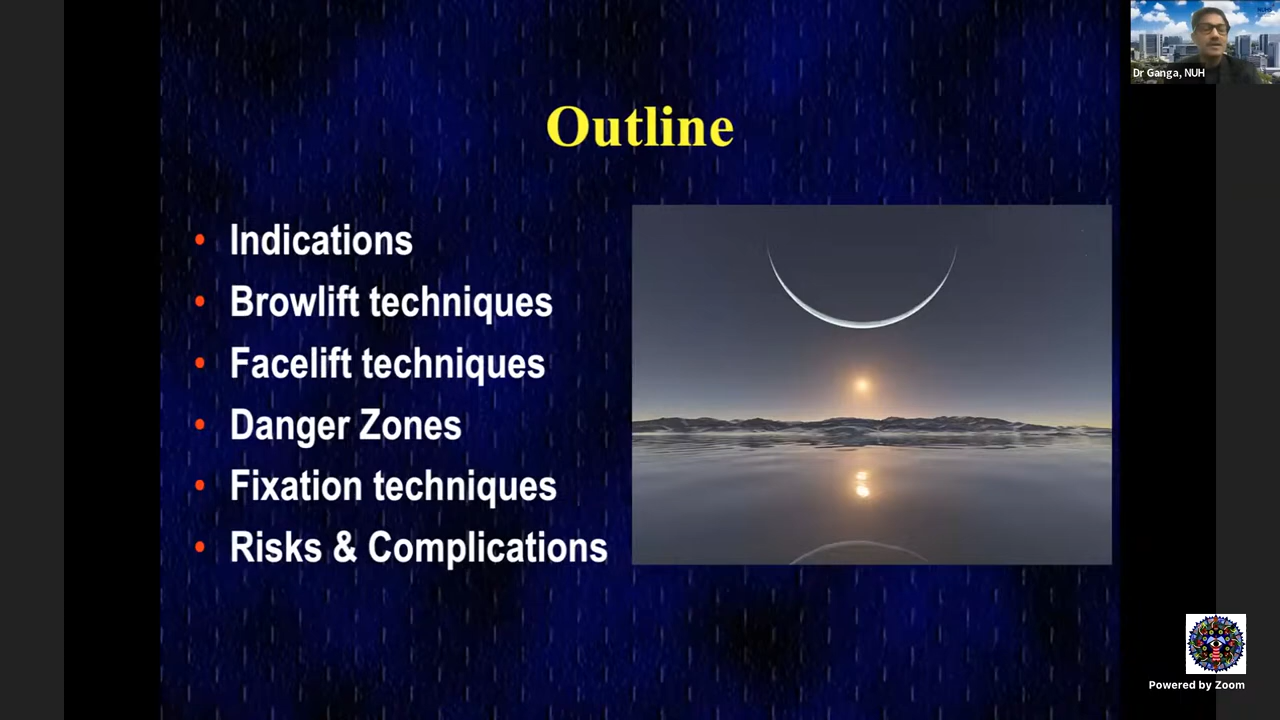 Outline
Indications
Browlift techniques
Facelift techniques
Danger Zones
Fixation techniques
Risks & Complications
Dr Ganga, NUH
Powered by Zoom